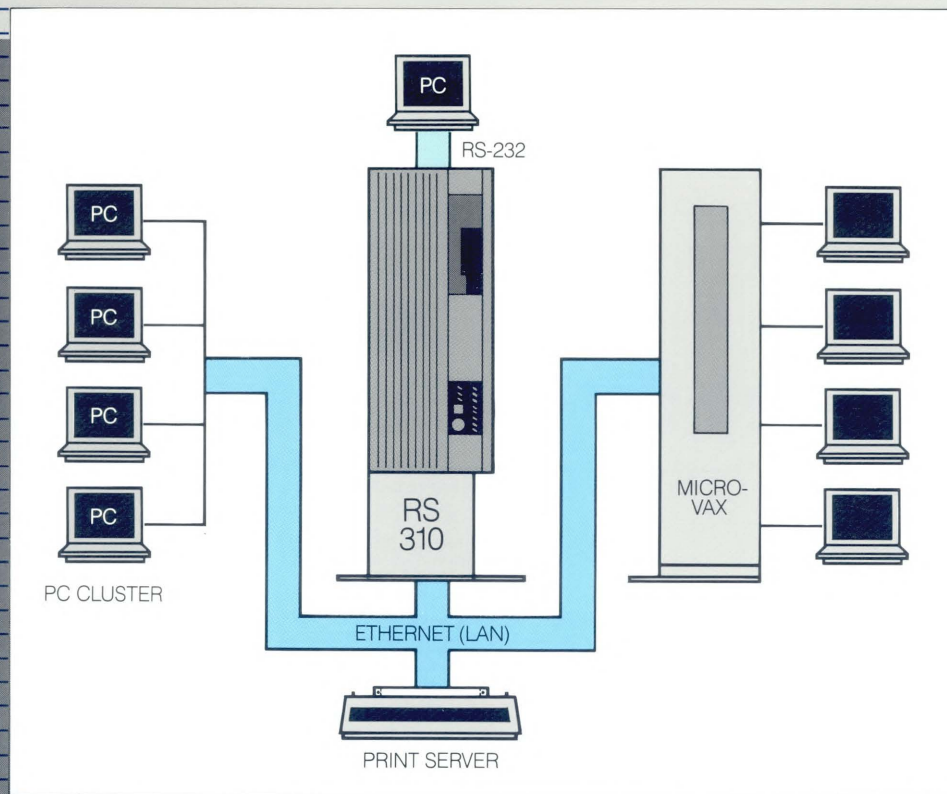 PC
RS-232
PC
PC
PC
PC
PC CLUSTER
RS
310
MICRO-
VAX
ETHERNET (LAN)
PRINT SERVER